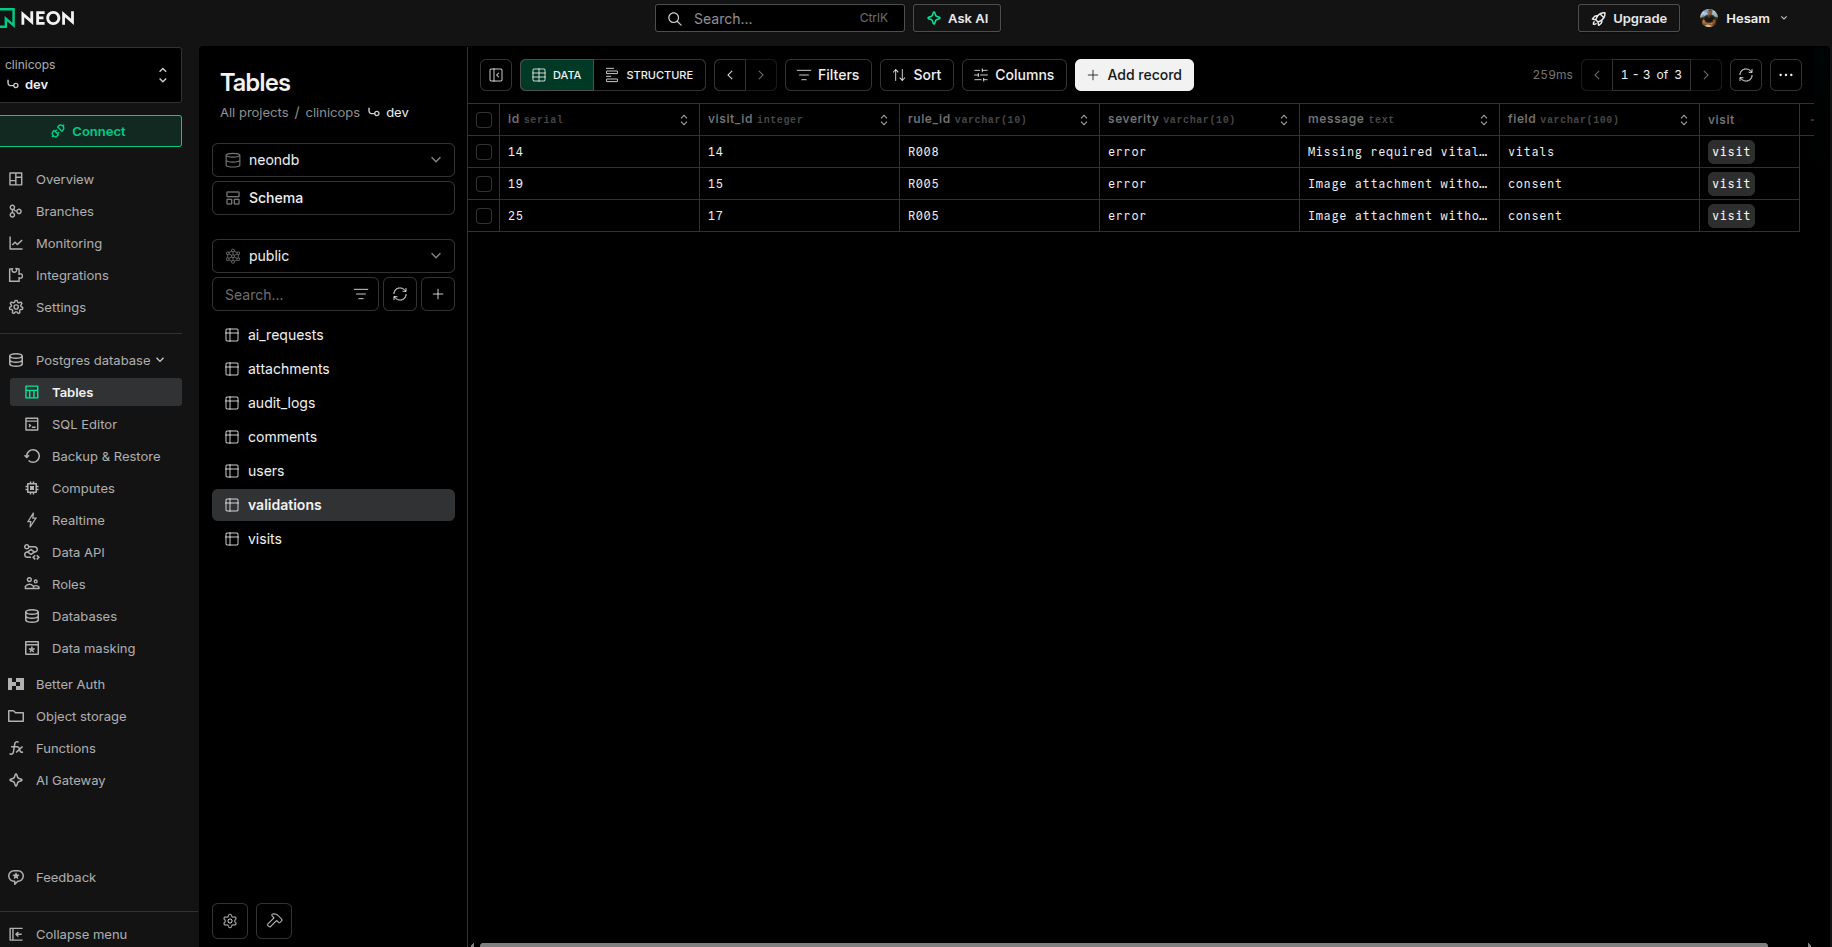 NEON
Search... CtrlK
Ask AI
Upgrade
Hesam
clinicops
dev
Connect
Overview
Branches
Monitoring
Integrations
Settings
Postgres database
Tables
SQL Editor
Backup & Restore
Computes
Realtime
Data API
Roles
Databases
Data masking
Better Auth
Object storage
Functions
AI Gateway
Feedback
Collapse menu
Tables
All projects / clinicops dev
neondb
Schema
public
Search...
ai_requests
attachments
audit_logs
comments
users
validations
visits
DATA STRUCTURE Filters Sort Columns Add record 259ms 1 - 3 of 3
id serial visit_id integer rule_id varchar(10) severity varchar(10) message text field varchar(100) visit
14 14 R008 error Missing required vital… vitals visit
19 15 R005 error Image attachment witho… consent visit
25 17 R005 error Image attachment witho… consent visit